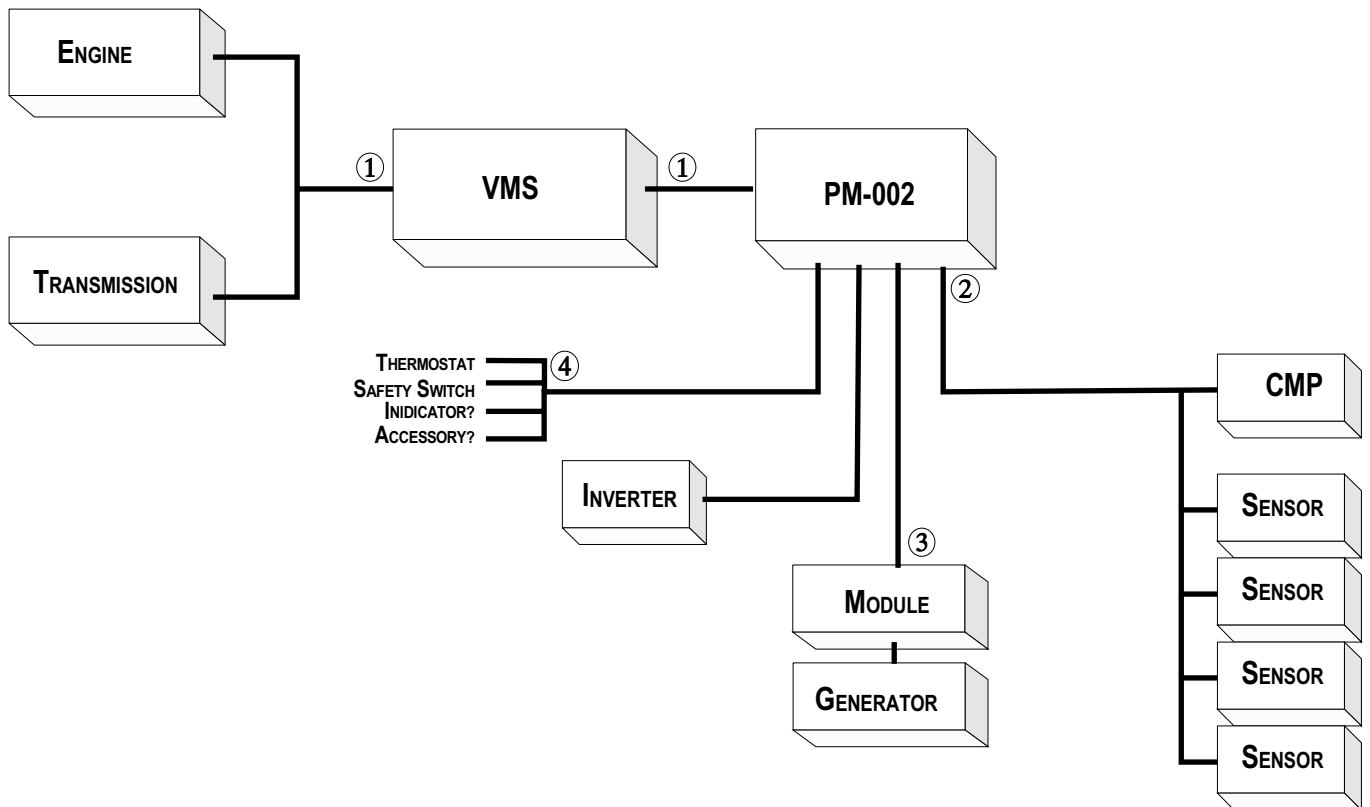 ENGINE
① VMS ① PM-002
TRANSMISSION
②
THERMOSTAT
④
SAFETY SWITCH
INIDICATOR?
ACCESSORY?
CMP
INVERTER
SENSOR
③
MODULE
SENSOR
GENERATOR
SENSOR
SENSOR